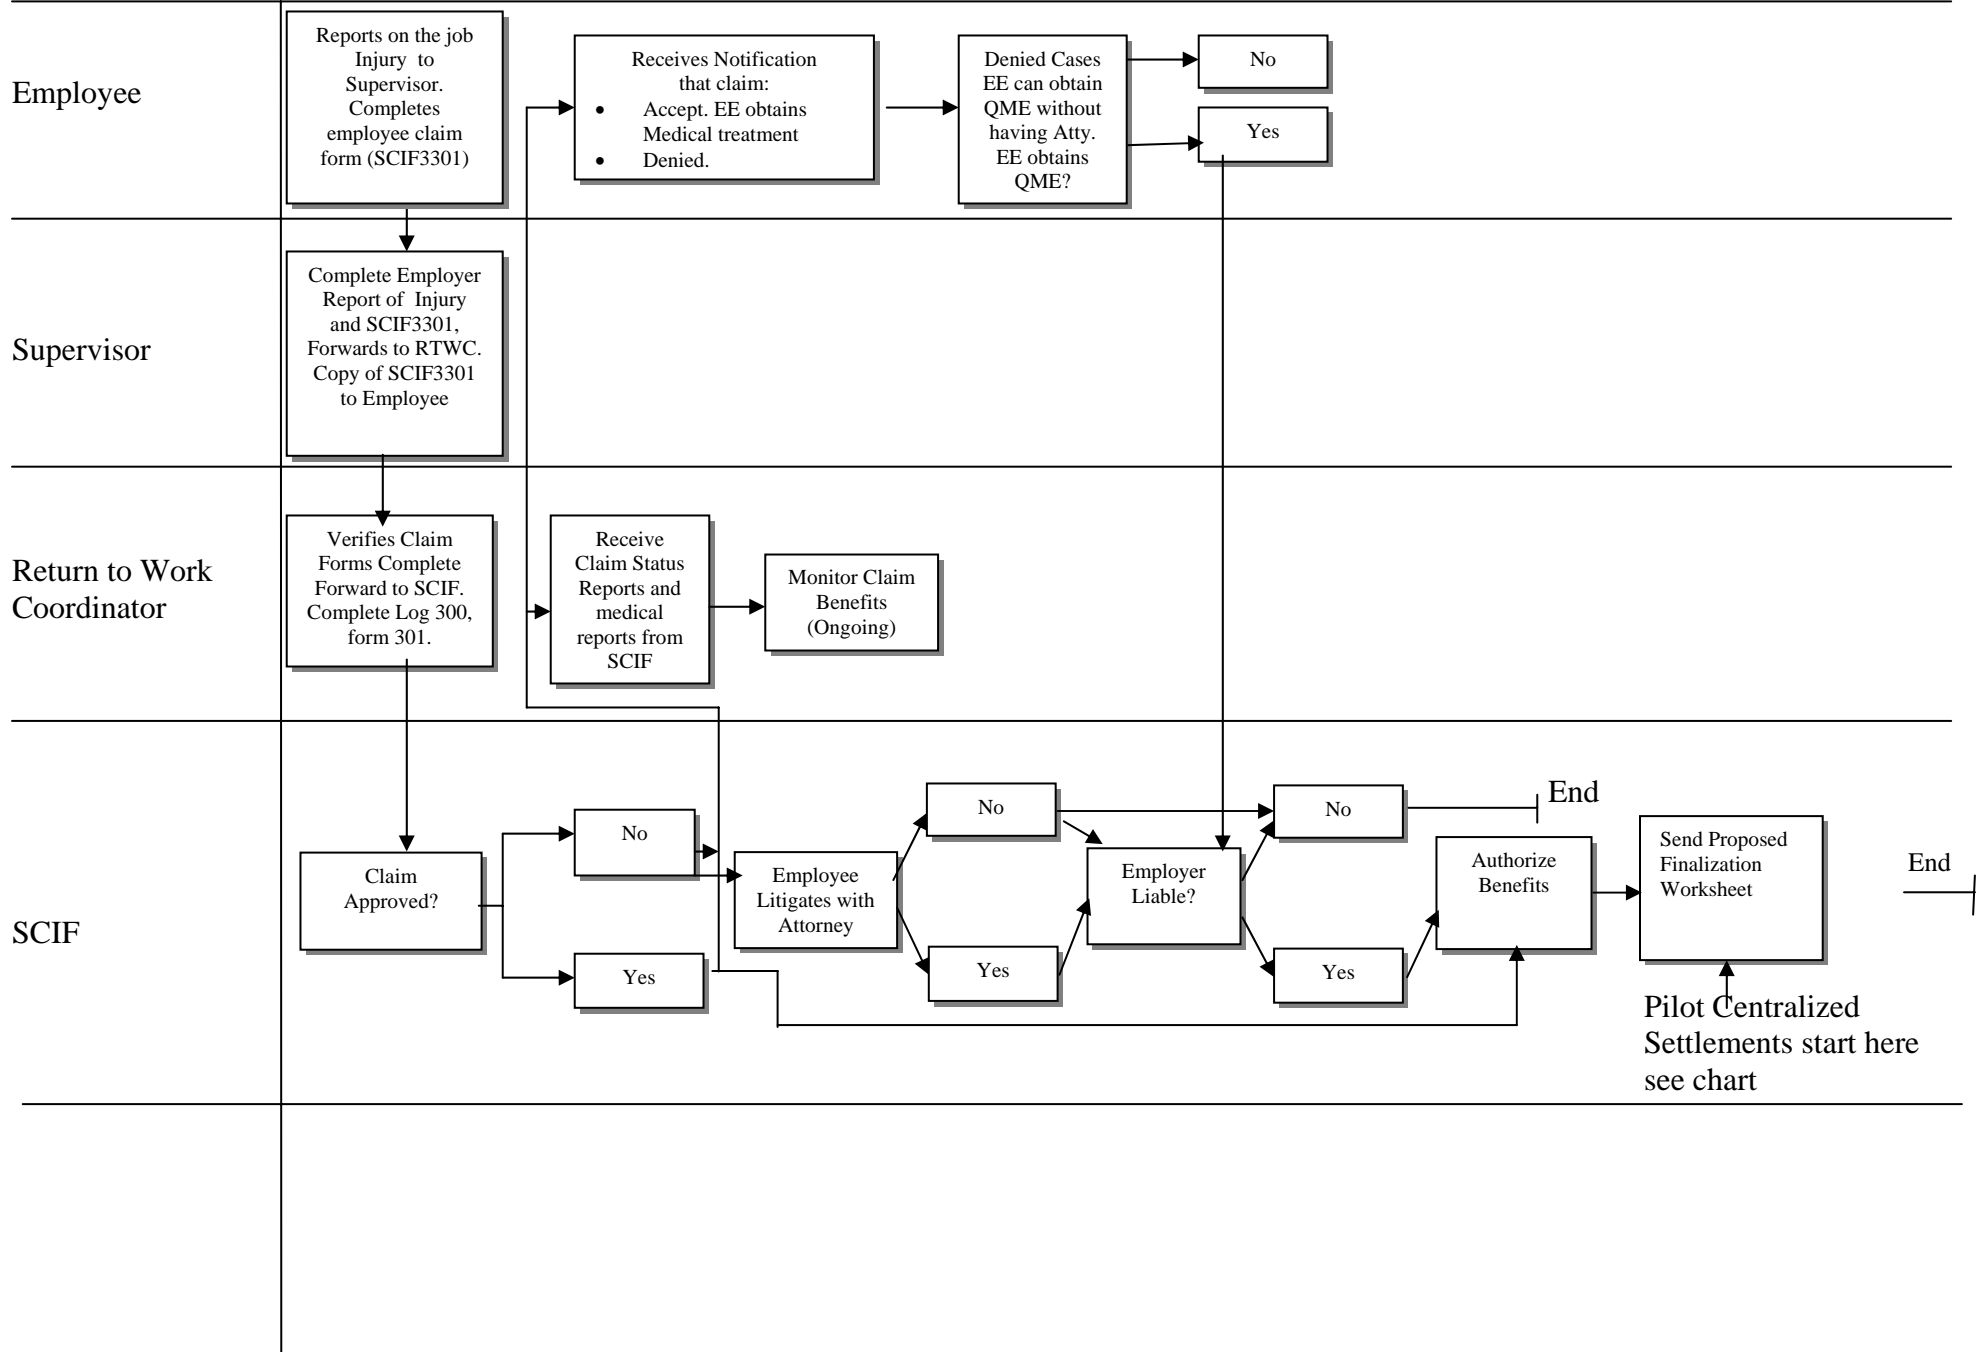 Employee
Reports on the job
Injury to
Supervisor.
Completes
employee claim
form (SCIF3301)
Receives Notification
that claim:
• Accept. EE obtains
Medical treatment
• Denied.
Denied Cases
EE can obtain
QME without
having Atty.
EE obtains
QME?
No
Yes
Supervisor
Complete Employer
Report of Injury
and SCIF3301,
Forwards to RTWC.
Copy of SCIF3301
to Employee
Return to Work
Coordinator
Verifies Claim
Forms Complete
Forward to SCIF.
Complete Log 300,
form 301.
Receive
Claim Status
Reports and
medical
reports from
SCIF
Monitor Claim
Benefits
(Ongoing)
SCIF
Claim
Approved?
No
Yes
Employee
Litigates with
Attorney
No
Yes
Employer
Liable?
No
Yes
End
Authorize
Benefits
Send Proposed
Finalization
Worksheet
End
Pilot Centralized
Settlements start here
see chart